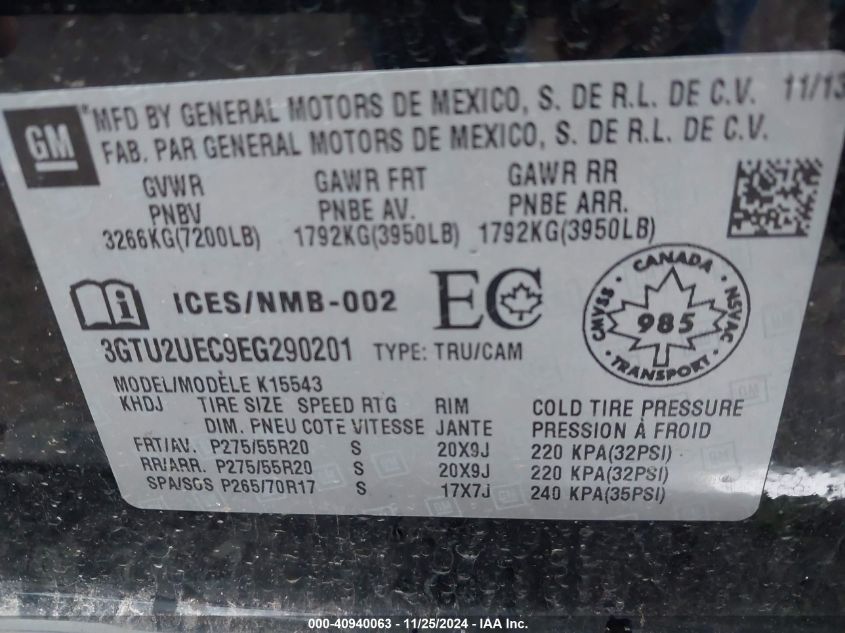 GM
MFD BY GENERAL MOTORS DE MEXICO, S. DE R.L. DE C.V. 11/13
FAB. PAR GENERAL MOTORS DE MEXICO, S. DE R.L. DE C.V.
GVWR GAWR FRT GAWR RR
PNBV PNBE AV. PNBE ARR.
3266KG(7200LB) 1792KG(3950LB) 1792KG(3950LB)
i ICES/NMB-002 EC
CANADA
CMVSS 985 NSVAC
TRANSPORT
3GTU2UEC9EG290201 TYPE: TRU/CAM
MODEL/MODÈLE K15543
KHDJ TIRE SIZE SPEED RTG RIM COLD TIRE PRESSURE
DIM. PNEU COTE VITESSE JANTE PRESSION À FROID
FRT/AV. P275/55R20 S 20X9J 220 KPA(32PSI)
RR/ARR. P275/55R20 S 20X9J 220 KPA(32PSI)
SPA/SGS P265/70R17 S 17X7J 240 KPA(35PSI)
000-40940063 - 11/25/2024 - IAA Inc.